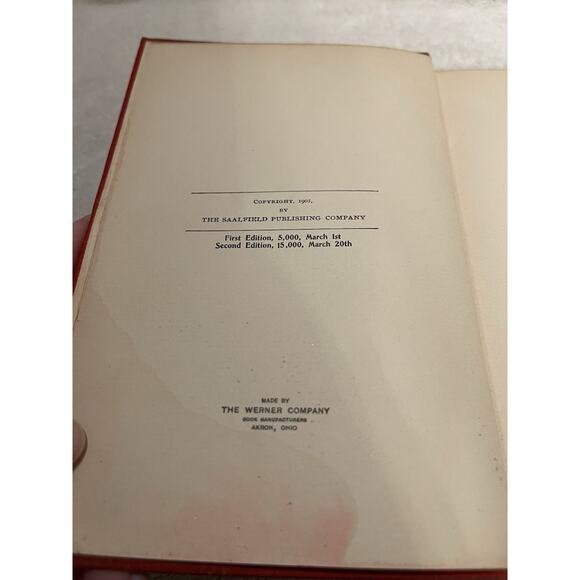 COPYRIGHT, 1901,
BY
THE SAALFIELD PUBLISHING COMPANY
First Edition, 5,000, March 1st
Second Edition, 15,000, March 20th
MADE BY
THE WERNER COMPANY
BOOK MANUFACTURERS
AKRON, OHIO